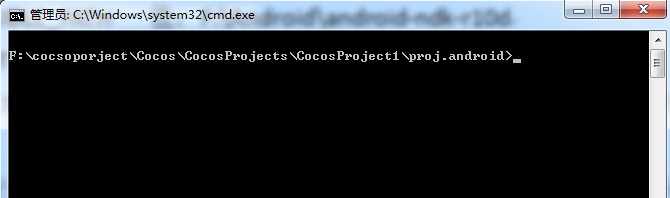 管理员: C:\Windows\system32\cmd.exe
F:\cocsoporject\Cocos\CocosProjects\CocosProject1\proj.android>